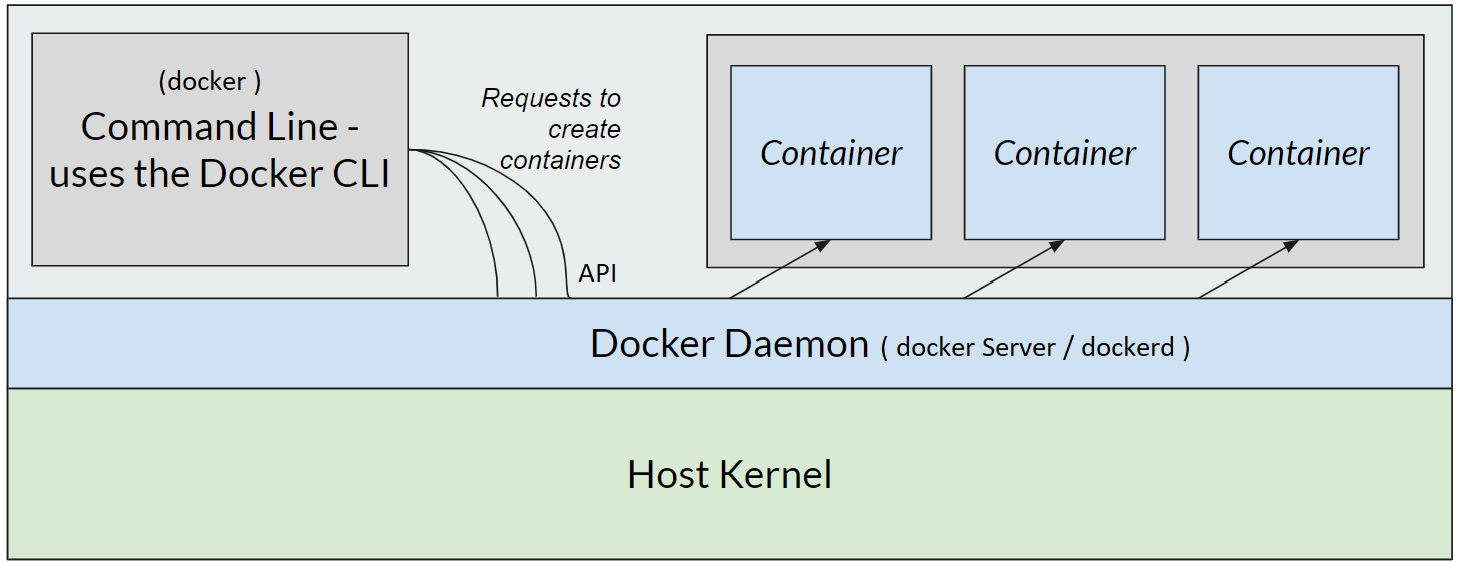 (docker )
Command Line -
uses the Docker CLI
Requests to
create
containers
API
Container
Container
Container
Docker Daemon ( docker Server / dockerd )
Host Kernel